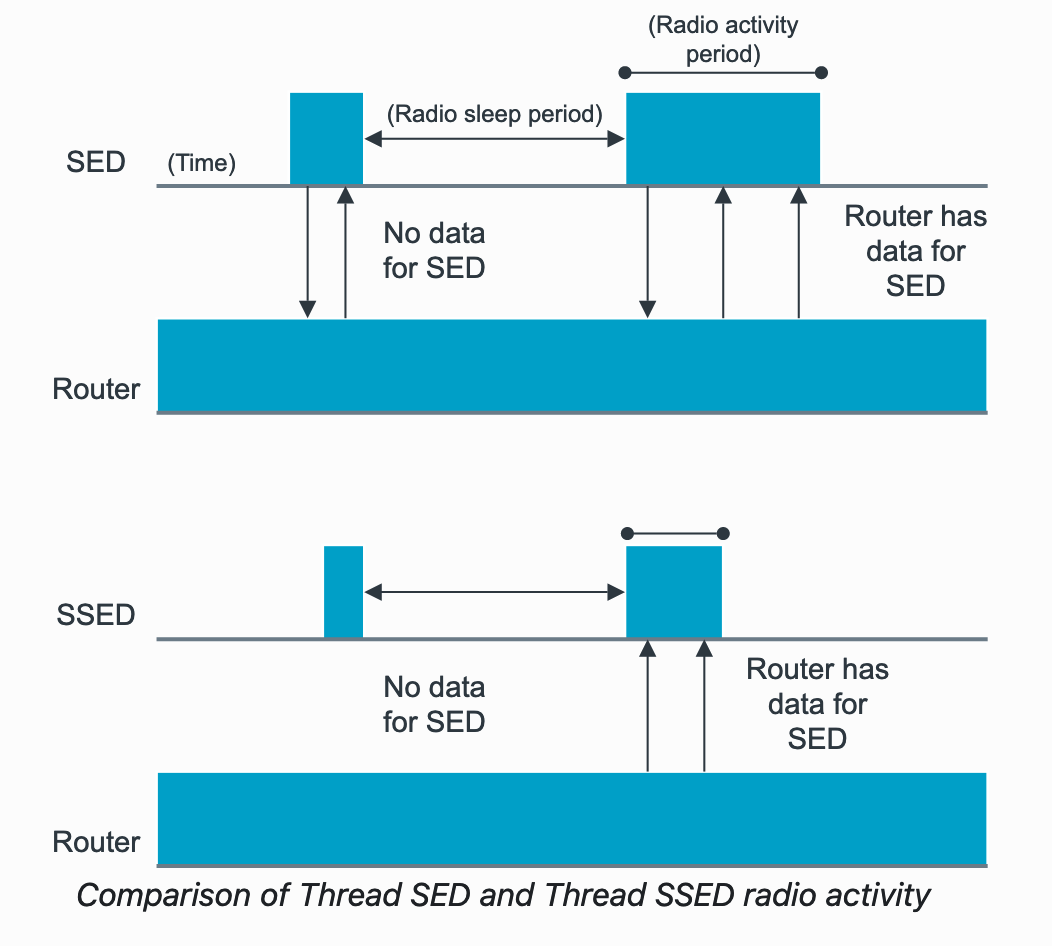 (Radio activity
period)
(Radio sleep period)
SED
(Time)
No data
for SED
Router has
data for
SED
Router
SSED
No data
for SED
Router has
data for
SED
Router
Comparison of Thread SED and Thread SSED radio activity